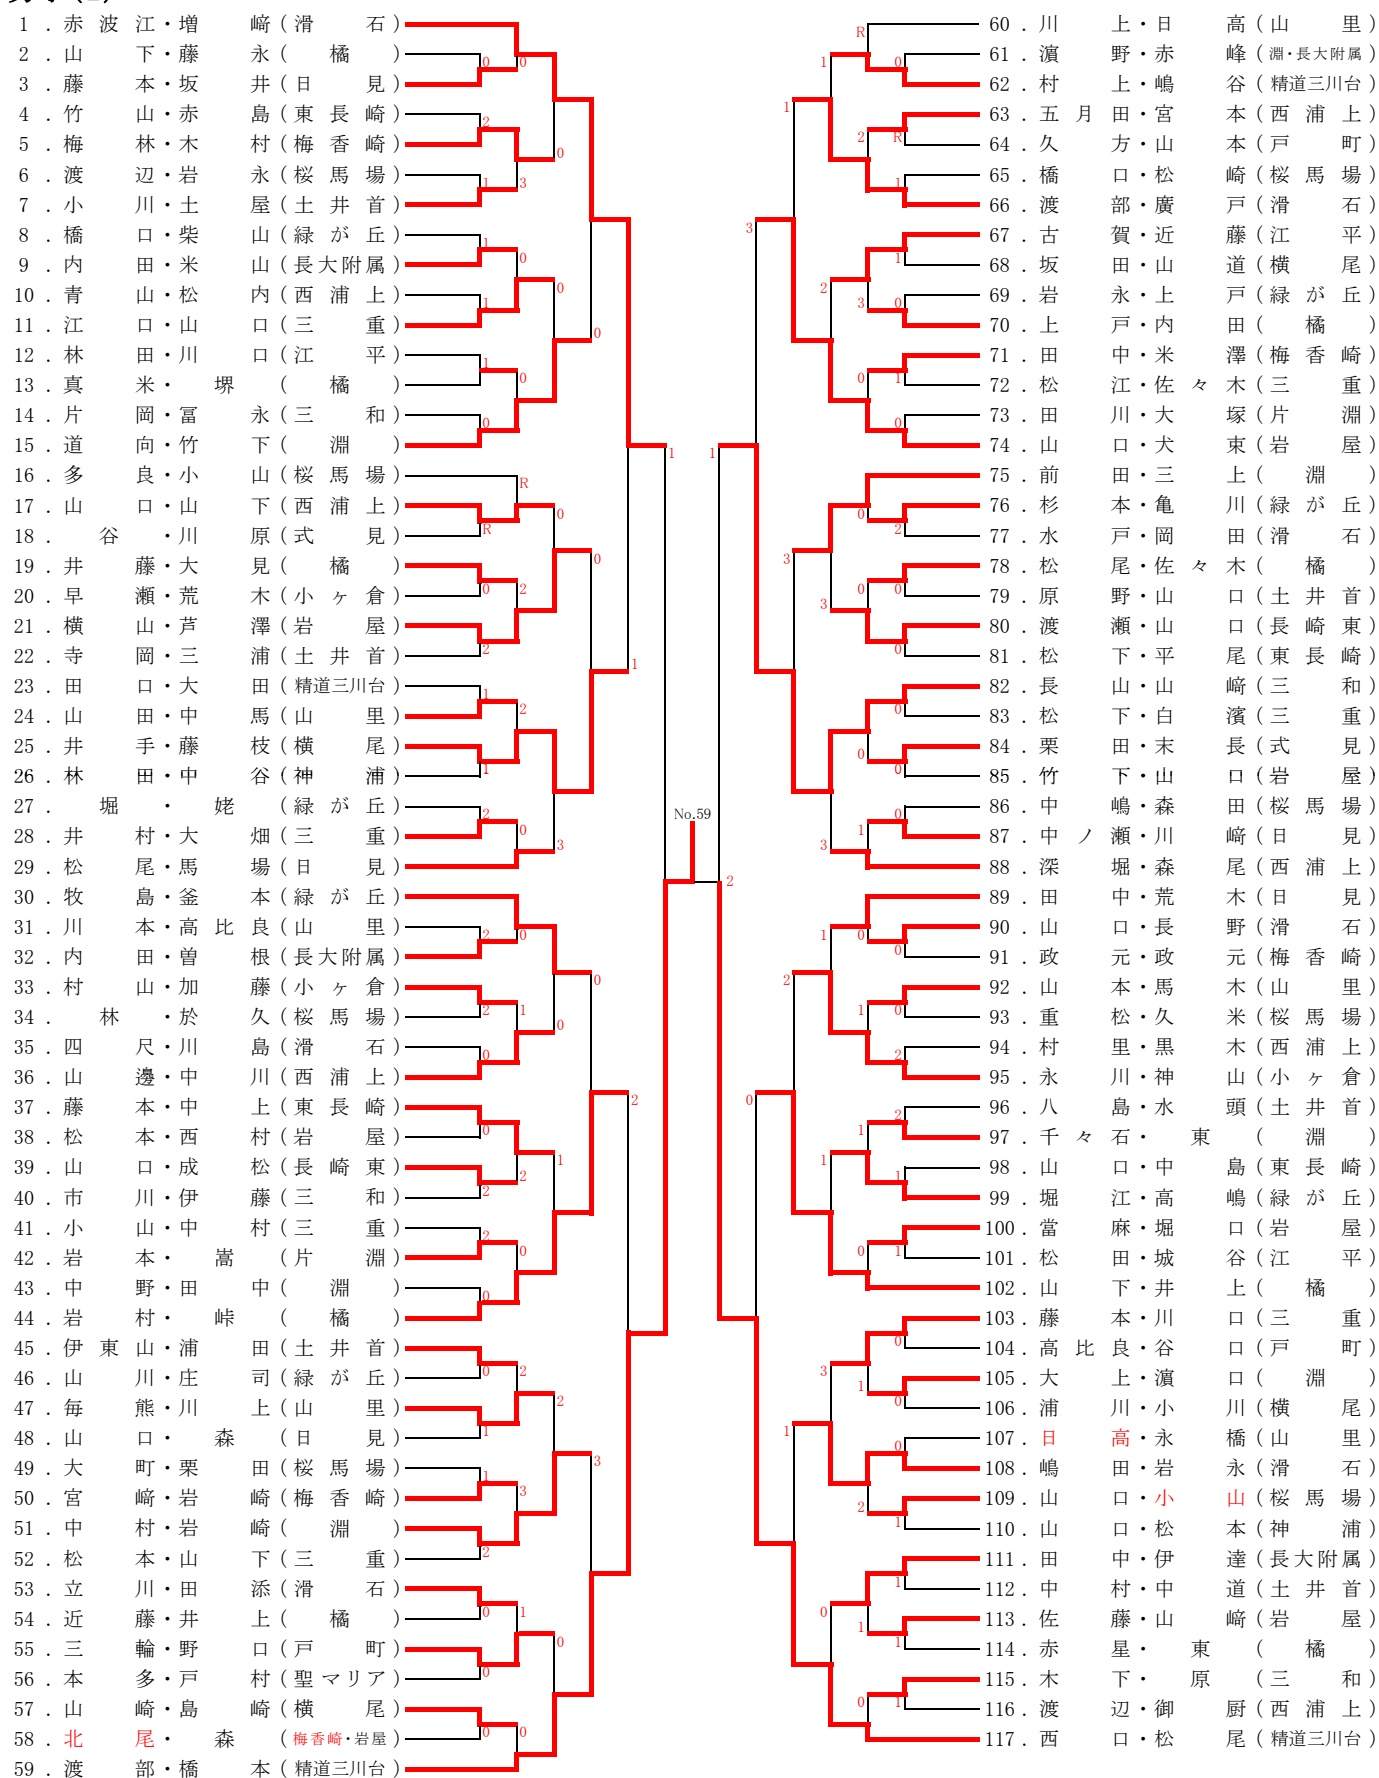 1．赤波江・増﨑（滑石）
2．山下・藤永（橘）
3．藤本・坂井（日見）
4．竹山・赤島（東長崎）
5．梅林・木村（梅香崎）
6．渡辺・岩永（桜馬場）
7．小川・土屋（土井首）
8．橋口・柴山（緑が丘）
9．内田・米山（長大附属）
10．青山・松内（西浦上）
11．江口・山口（三重）
12．林田・川口（江平）
13．真米・堺（橘）
14．片岡・冨永（三和）
15．道向・竹下（淵）
16．多良・小山（桜馬場）
17．山口・山下（西浦上）
18．谷・川原（式見）
19．井藤・大見（橘）
20．早瀬・荒木（小ヶ倉）
21．横山・芦澤（岩屋）
22．寺岡・三浦（土井首）
23．田口・大田（精道三川台）
24．山田・中馬（山里）
25．井手・藤枝（横尾）
26．林田・中谷（神浦）
27．堀・姥（緑が丘）
28．井村・大畑（三重）
29．松尾・馬場（日見）
30．牧島・釜本（緑が丘）
31．川本・高比良（山里）
32．内田・曽根（長大附属）
33．村山・加藤（小ヶ倉）
34．林・於久（桜馬場）
35．四尺・川島（滑石）
36．山邊・中川（西浦上）
37．藤本・中上（東長崎）
38．松本・西村（岩屋）
39．山口・成松（長崎東）
40．市川・伊藤（三和）
41．小山・中村（三重）
42．岩本・嵩（片淵）
43．中野・田中（淵）
44．岩村・峠（橘）
45．伊東山・浦田（土井首）
46．山川・庄司（緑が丘）
47．毎熊・川上（山里）
48．山口・森（日見）
49．大町・栗田（桜馬場）
50．宮﨑・岩崎（梅香崎）
51．中村・岩崎（淵）
52．松本・山下（三重）
53．立川・田添（滑石）
54．近藤・井上（橘）
55．三輪・野口（戸町）
56．本多・戸村（聖マリア）
57．山崎・島崎（横尾）
58．北尾・森（梅香崎・岩屋）
59．渡部・橋本（精道三川台）
No.59
60．川上・日高（山里）
61．濵野・赤峰（淵・長大附属）
62．村上・嶋谷（精道三川台）
63．五月田・宮本（西浦上）
64．久方・山本（戸町）
65．橋口・松崎（桜馬場）
66．渡部・廣戸（滑石）
67．古賀・近藤（江平）
68．坂田・山道（横尾）
69．岩永・上戸（緑が丘）
70．上戸・内田（橘）
71．田中・米澤（梅香崎）
72．松江・佐々木（三重）
73．田川・大塚（片淵）
74．山口・犬束（岩屋）
75．前田・三上（淵）
76．杉本・亀川（緑が丘）
77．水戸・岡田（滑石）
78．松尾・佐々木（橘）
79．原野・山口（土井首）
80．渡瀬・山口（長崎東）
81．松下・平尾（東長崎）
82．長山・山﨑（三和）
83．松下・白濱（三重）
84．栗田・末長（式見）
85．竹下・山口（岩屋）
86．中嶋・森田（桜馬場）
87．中ノ瀬・川﨑（日見）
88．深堀・森尾（西浦上）
89．田中・荒木（日見）
90．山口・長野（滑石）
91．政元・政元（梅香崎）
92．山本・馬木（山里）
93．重松・久米（桜馬場）
94．村里・黒木（西浦上）
95．永川・神山（小ヶ倉）
96．八島・水頭（土井首）
97．千々石・東（淵）
98．山口・中島（東長崎）
99．堀江・高嶋（緑が丘）
100．當麻・堀口（岩屋）
101．松田・城谷（江平）
102．山下・井上（橘）
103．藤本・川口（三重）
104．高比良・谷口（戸町）
105．大上・濵口（淵）
106．浦川・小川（横尾）
107．日高・永橋（山里）
108．嶋田・岩永（滑石）
109．山口・小山（桜馬場）
110．山口・松本（神浦）
111．田中・伊達（長大附属）
112．中村・中道（土井首）
113．佐藤・山﨑（岩屋）
114．赤星・東（橘）
115．木下・原（三和）
116．渡辺・御厨（西浦上）
117．西口・松尾（精道三川台）